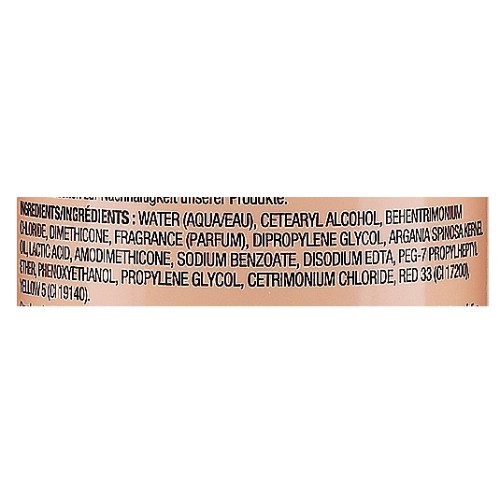 Nachhaltigkeit unserer Produkte.
INGREDIENTS/INGRÉDIENTS : WATER (AQUA/EAU), CETEARYL ALCOHOL, BEHENTRIMONIUM
CHLORIDE, DIMETHICONE, FRAGRANCE (PARFUM), DIPROPYLENE GLYCOL, ARGANIA SPINOSA KERNEL
OIL, LACTIC ACID, AMODIMETHICONE, SODIUM BENZOATE, DISODIUM EDTA, PEG-7 PROPYLHEPTYL
ETHER, PHENOXYETHANOL, PROPYLENE GLYCOL, CETRIMONIUM CHLORIDE, RED 33 (CI 17200),
YELLOW 5 (CI 19140).